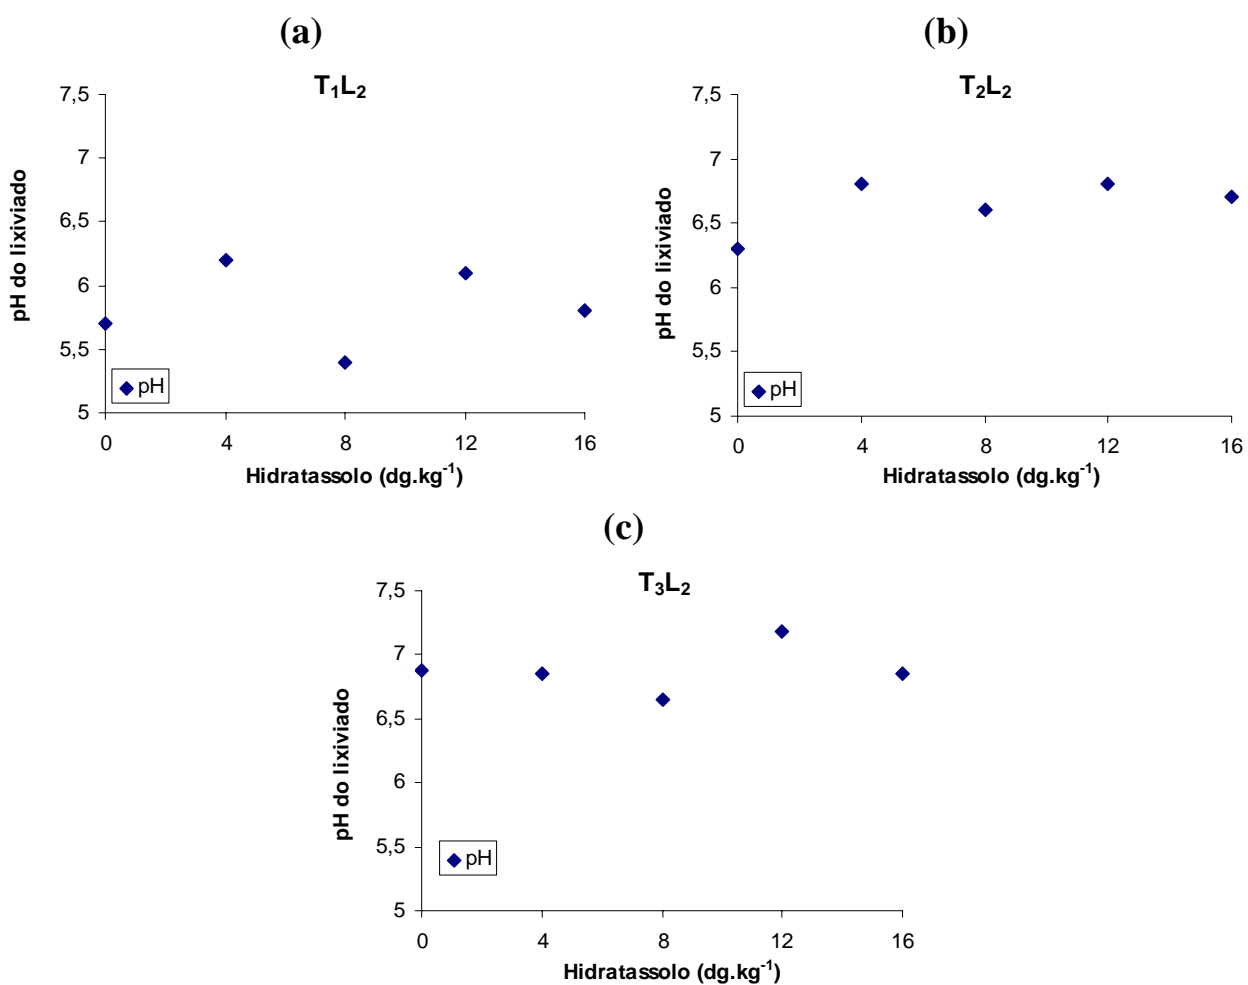 (a)
T₁L₂
7,5
7
6,5
6
5,5
5
pH do lixiviado
pH
0 4 8 12 16
Hidratassolo (dg.kg⁻¹)
(b)
T₂L₂
7,5
7
6,5
6
5,5
5
pH do lixiviado
pH
0 4 8 12 16
Hidratassolo (dg.kg⁻¹)
(c)
T₃L₂
7,5
7
6,5
6
5,5
5
pH do lixiviado
pH
0 4 8 12 16
Hidratassolo (dg.kg⁻¹)